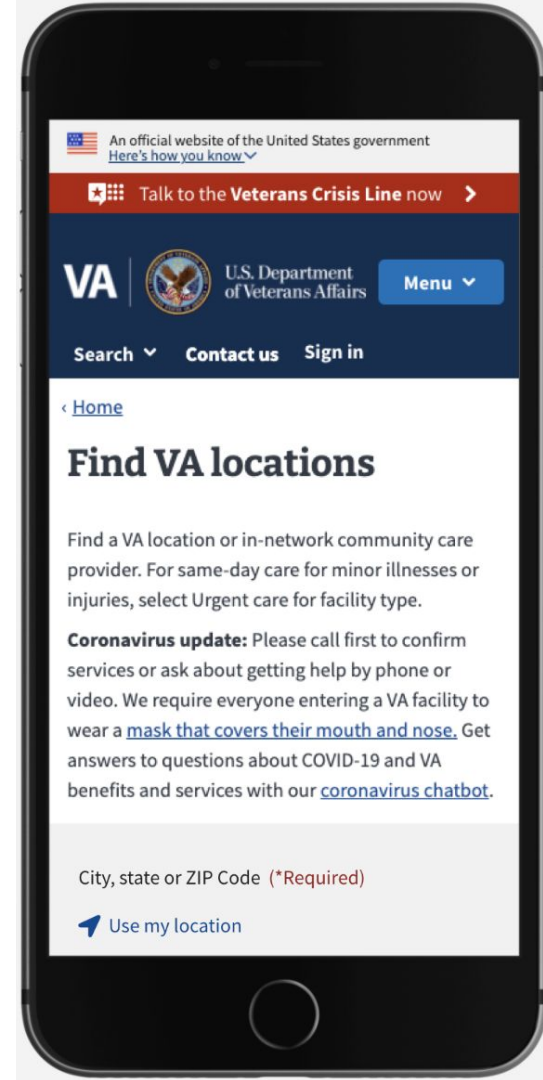 An official website of the United States government
Here's how you know
Talk to the Veterans Crisis Line now
VA
U.S. Department
of Veterans Affairs
Menu
Search
Contact us
Sign in
‹ Home
Find VA locations
Find a VA location or in-network community care
provider. For same-day care for minor illnesses or
injuries, select Urgent care for facility type.
Coronavirus update: Please call first to confirm
services or ask about getting help by phone or
video. We require everyone entering a VA facility to
wear a mask that covers their mouth and nose. Get
answers to questions about COVID-19 and VA
benefits and services with our coronavirus chatbot.
City, state or ZIP Code (*Required)
Use my location